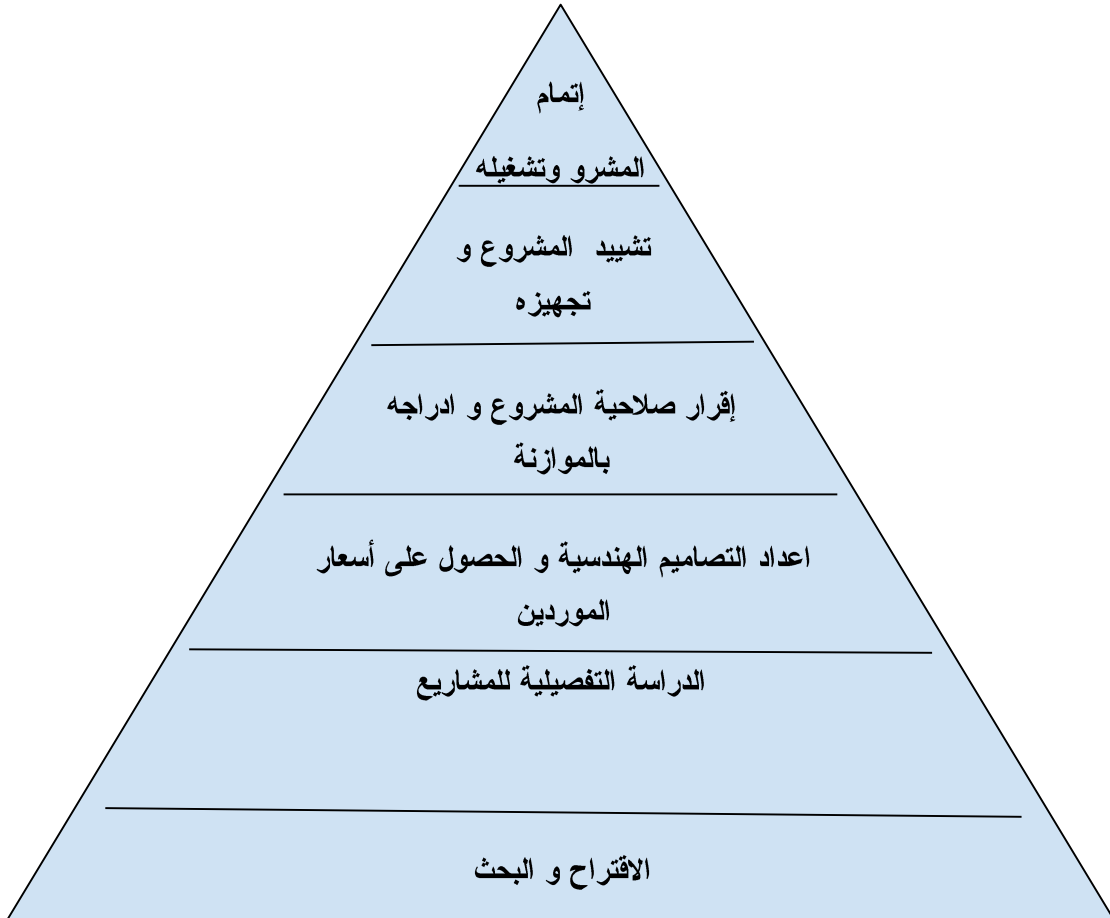 إتمام
المشرو وتشغيله
تشييد المشروع و
تجهيزه
إقرار صلاحية المشروع و ادراجه
بالموازنة
اعداد التصاميم الهندسية و الحصول على أسعار
الموردين
الدراسة التفصيلية للمشاريع
الاقتراح و البحث